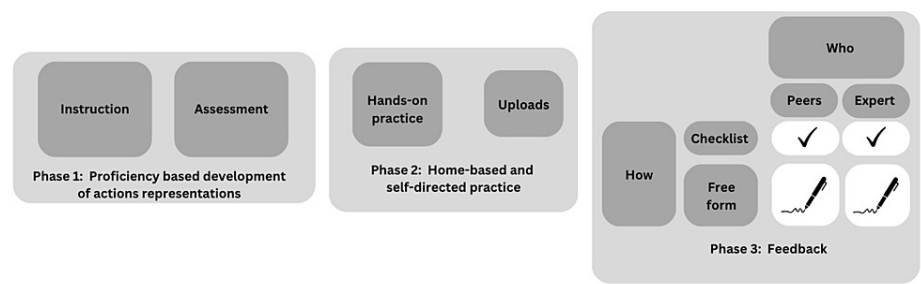 Instruction
Assessment
Phase 1: Proficiency based development
of actions representations
Hands-on
practice
Uploads
Phase 2: Home-based and
self-directed practice
Who
Peers
Expert
How
Checklist
Free
form
Phase 3: Feedback